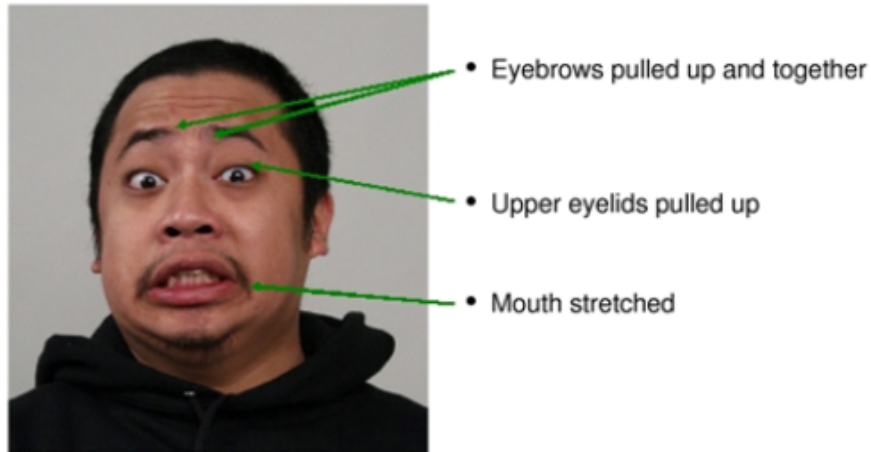 • Eyebrows pulled up and together
• Upper eyelids pulled up
• Mouth stretched